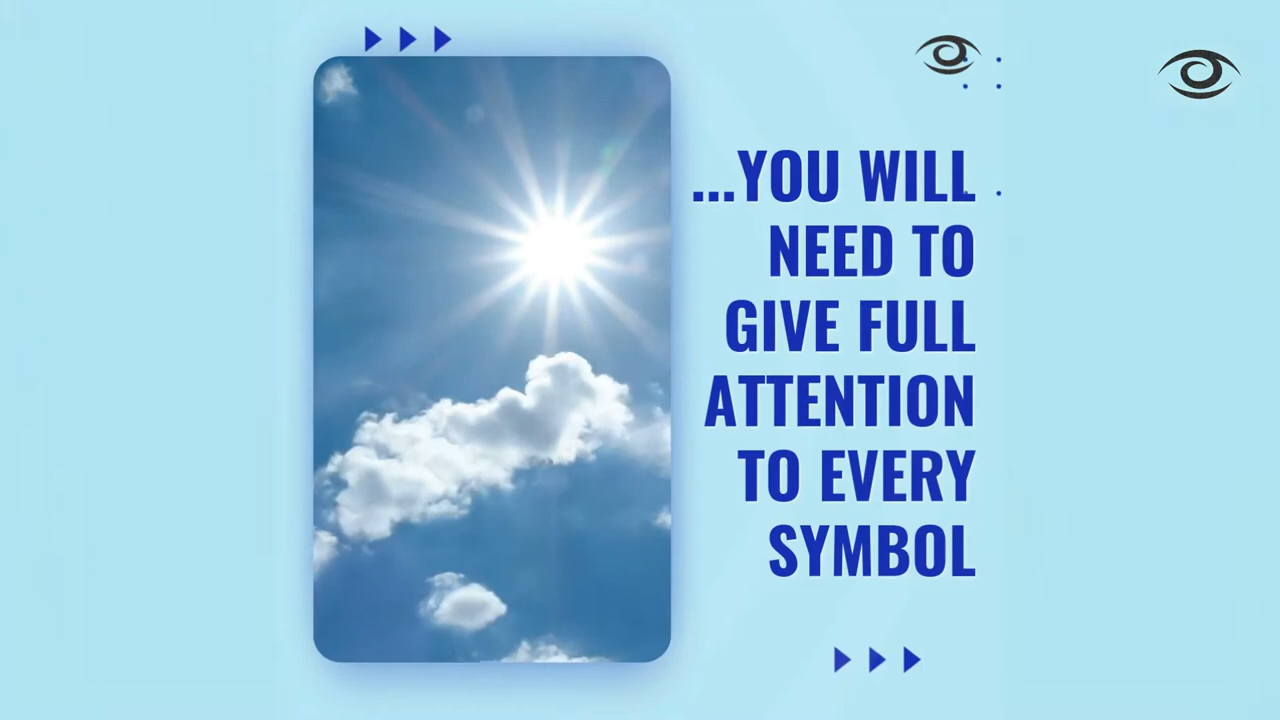 ...YOU WILL
NEED TO
GIVE FULL
ATTENTION
TO EVERY
SYMBOL